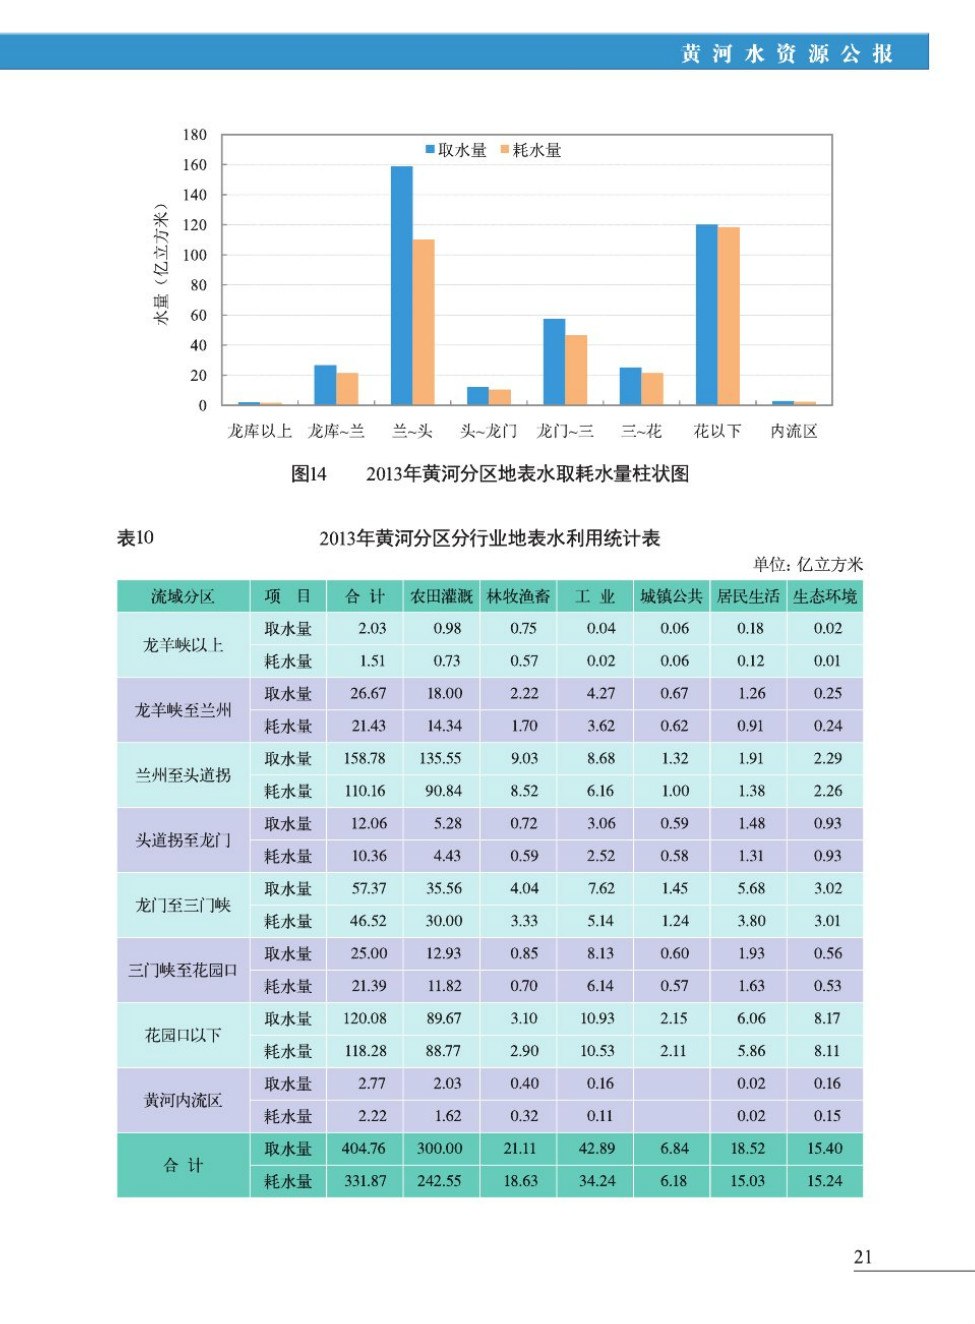 黄河水资源公报
180
160
140
120
100
80
60
40
20
0
水量（亿立方米）
取水量 耗水量
龙库以上 龙库~兰 兰~头 头~龙门 龙门~三 三~花 花以下 内流区
图14 2013年黄河分区地表水取耗水量柱状图
表10 2013年黄河分区分行业地表水利用统计表
单位: 亿立方米
流域分区 项 目 合 计 农田灌溉 林牧渔畜 工 业 城镇公共 居民生活 生态环境
龙羊峡以上
取水量 2.03 0.98 0.75 0.04 0.06 0.18 0.02
耗水量 1.51 0.73 0.57 0.02 0.06 0.12 0.01
龙羊峡至兰州
取水量 26.67 18.00 2.22 4.27 0.67 1.26 0.25
耗水量 21.43 14.34 1.70 3.62 0.62 0.91 0.24
兰州至头道拐
取水量 158.78 135.55 9.03 8.68 1.32 1.91 2.29
耗水量 110.16 90.84 8.52 6.16 1.00 1.38 2.26
头道拐至龙门
取水量 12.06 5.28 0.72 3.06 0.59 1.48 0.93
耗水量 10.36 4.43 0.59 2.52 0.58 1.31 0.93
龙门至三门峡
取水量 57.37 35.56 4.04 7.62 1.45 5.68 3.02
耗水量 46.52 30.00 3.33 5.14 1.24 3.80 3.01
三门峡至花园口
取水量 25.00 12.93 0.85 8.13 0.60 1.93 0.56
耗水量 21.39 11.82 0.70 6.14 0.57 1.63 0.53
花园口以下
取水量 120.08 89.67 3.10 10.93 2.15 6.06 8.17
耗水量 118.28 88.77 2.90 10.53 2.11 5.86 8.11
黄河内流区
取水量 2.77 2.03 0.40 0.16 0.02 0.16
耗水量 2.22 1.62 0.32 0.11 0.02 0.15
合 计
取水量 404.76 300.00 21.11 42.89 6.84 18.52 15.40
耗水量 331.87 242.55 18.63 34.24 6.18 15.03 15.24
21